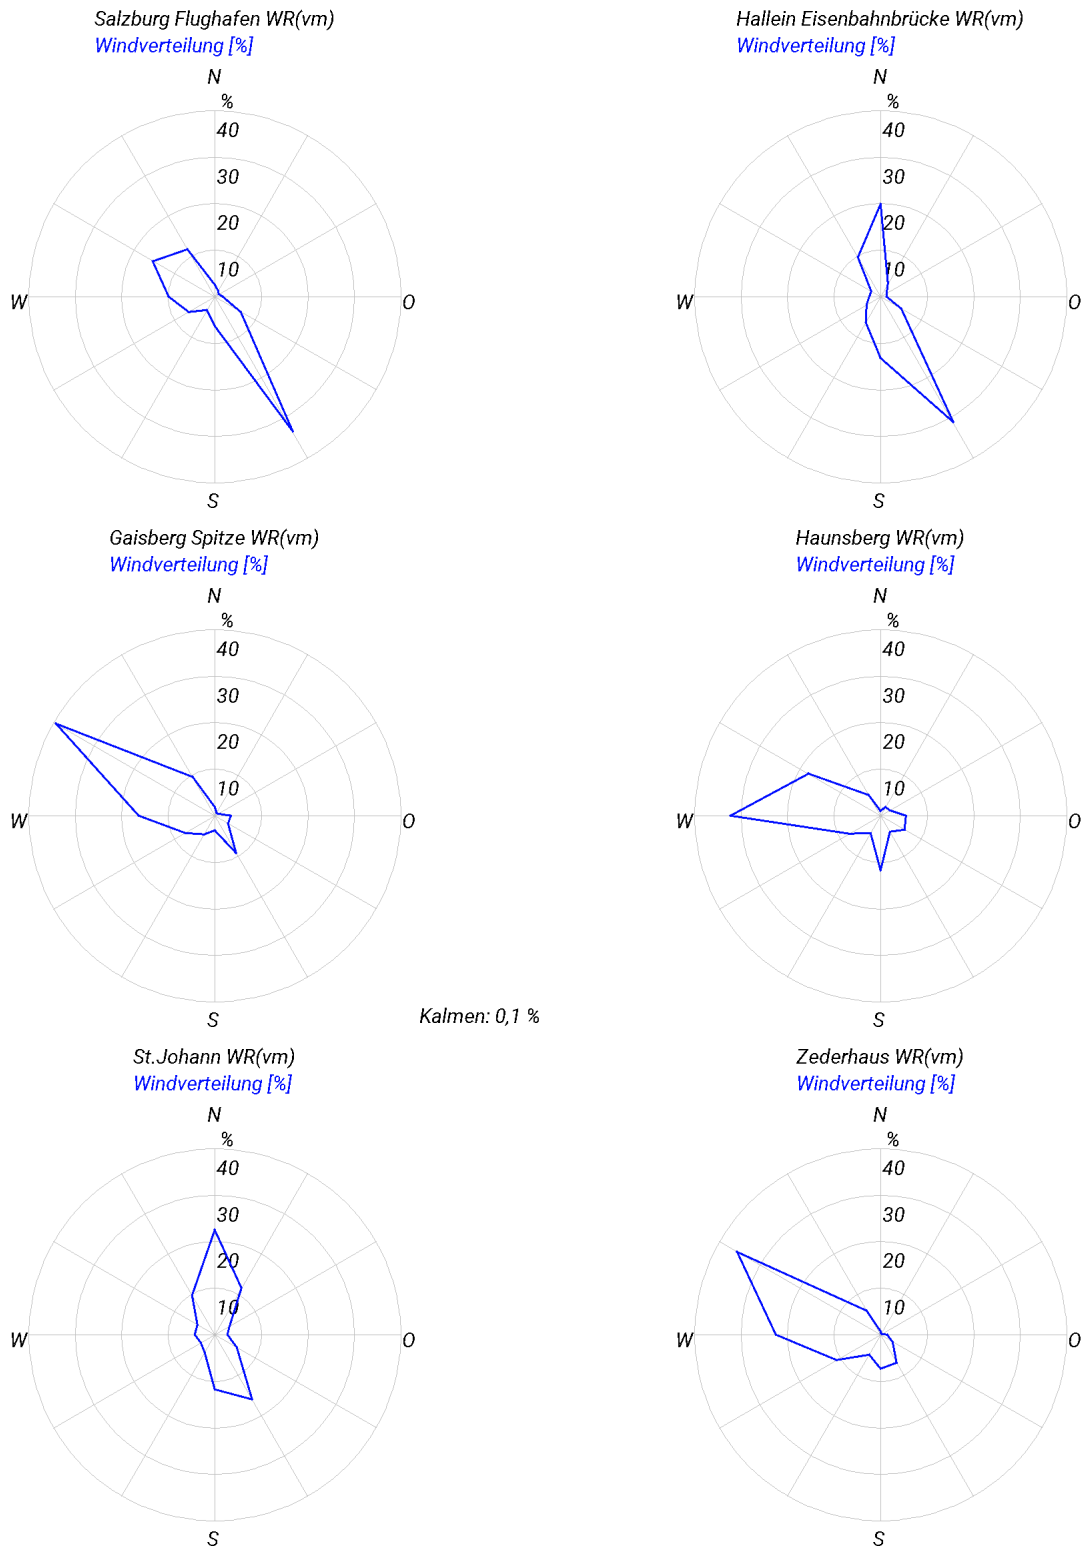 Salzburg Flughafen WR(vm)
Windverteilung [%]
N
%
40
30
20
10
W
O
S
Hallein Eisenbahnbrücke WR(vm)
Windverteilung [%]
N
%
40
30
20
10
W
O
S
Gaisberg Spitze WR(vm)
Windverteilung [%]
N
%
40
30
20
10
W
O
S
Kalmen: 0,1 %
Haunsberg WR(vm)
Windverteilung [%]
N
%
40
30
20
10
W
O
S
St.Johann WR(vm)
Windverteilung [%]
N
%
40
30
20
10
W
O
S
Zederhaus WR(vm)
Windverteilung [%]
N
%
40
30
20
10
W
O
S